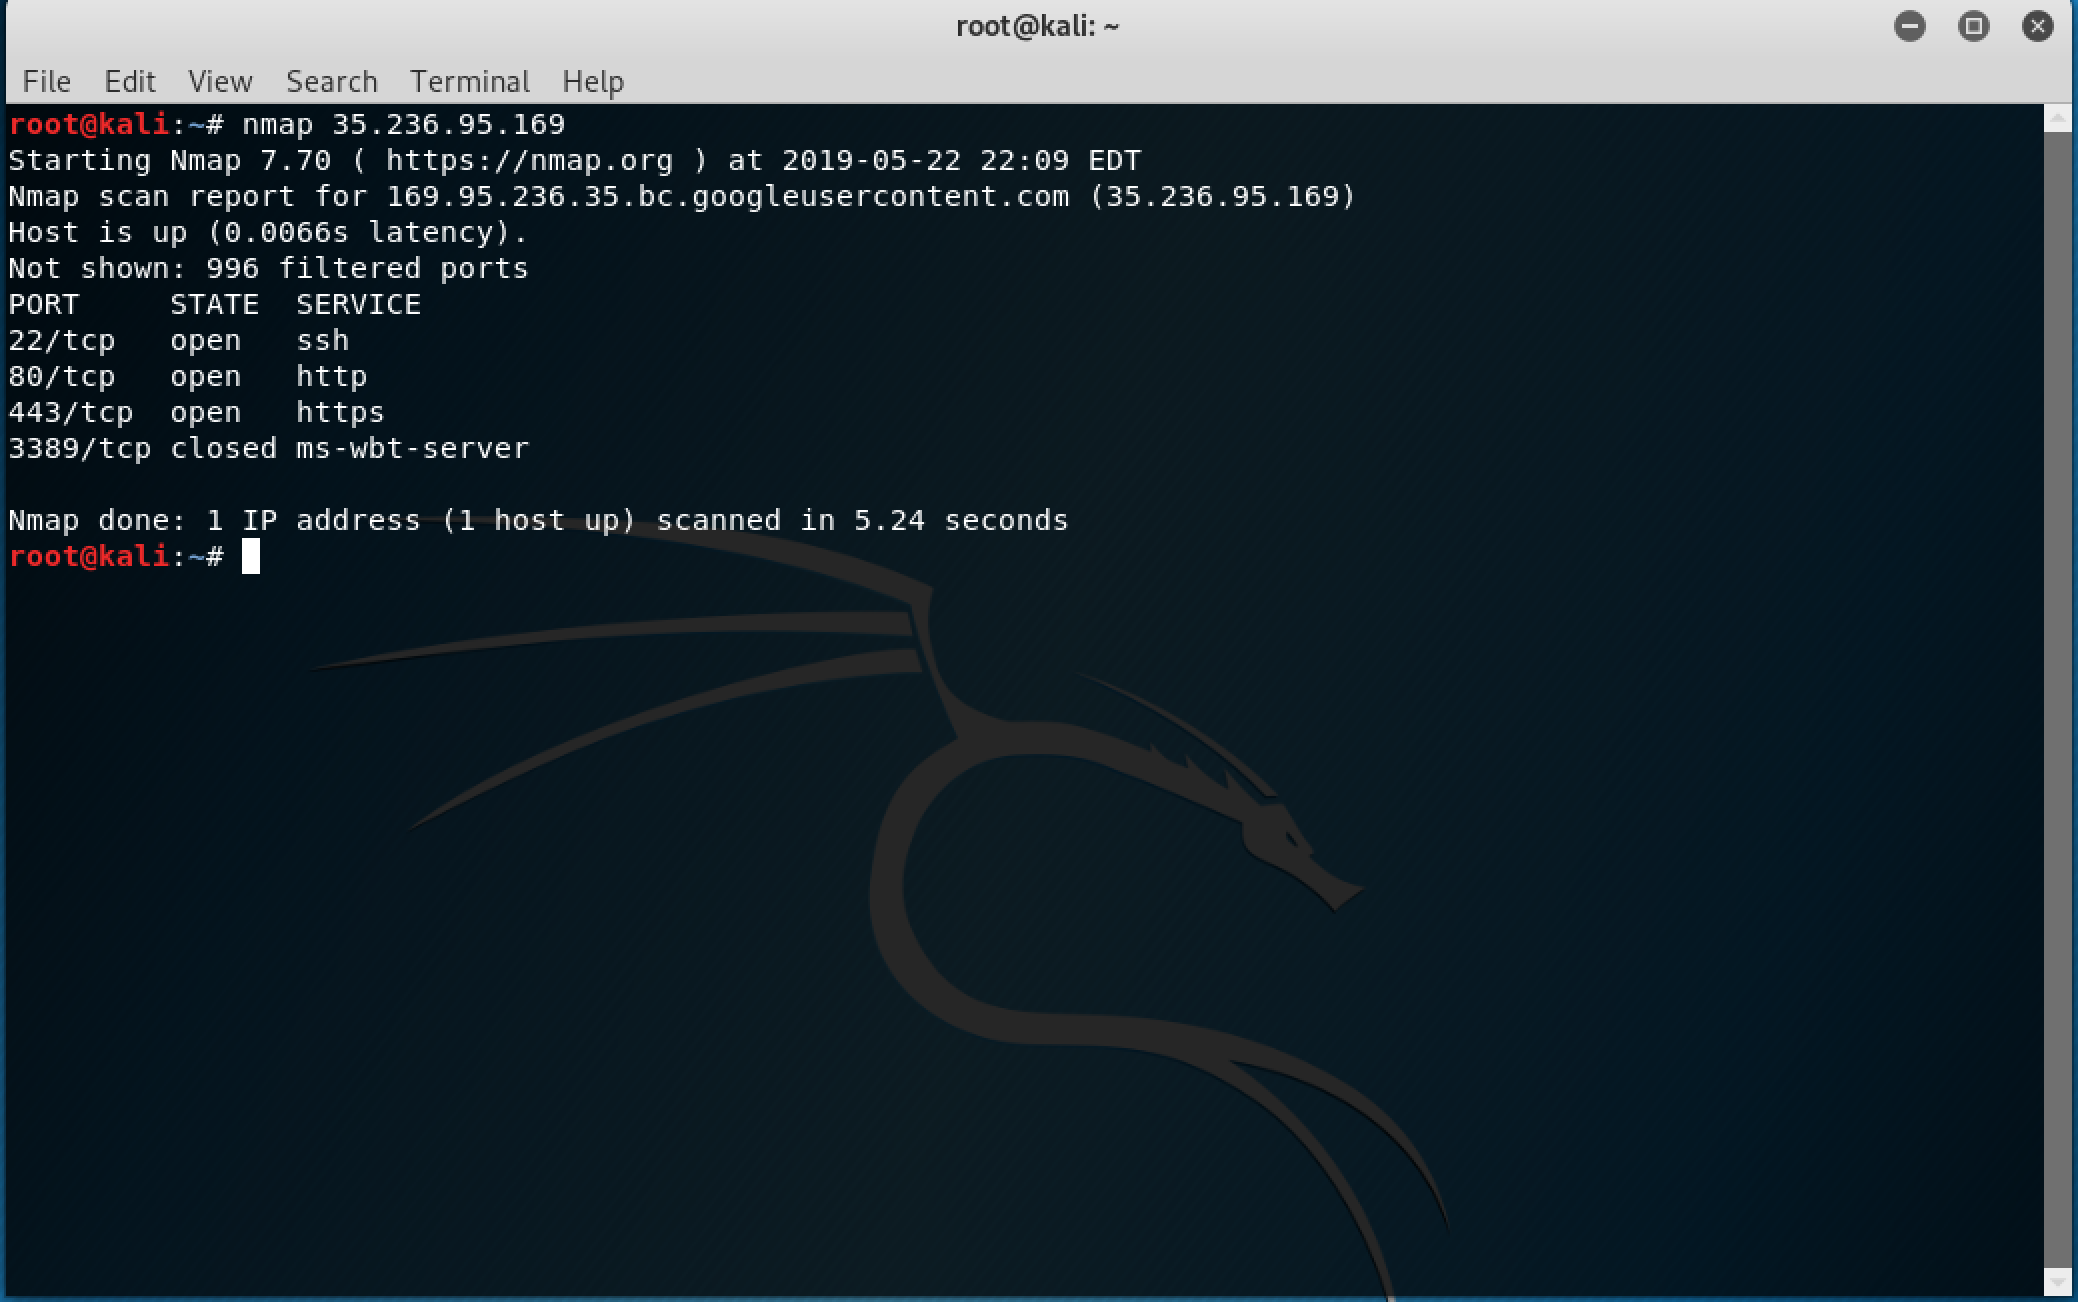 root@kali: ~
File Edit View Search Terminal Help
root@kali:~# nmap 35.236.95.169
Starting Nmap 7.70 ( https://nmap.org ) at 2019-05-22 22:09 EDT
Nmap scan report for 169.95.236.35.bc.googleusercontent.com (35.236.95.169)
Host is up (0.0066s latency).
Not shown: 996 filtered ports
PORT     STATE  SERVICE
22/tcp   open   ssh
80/tcp   open   http
443/tcp  open   https
3389/tcp closed ms-wbt-server
Nmap done: 1 IP address (1 host up) scanned in 5.24 seconds
root@kali:~#